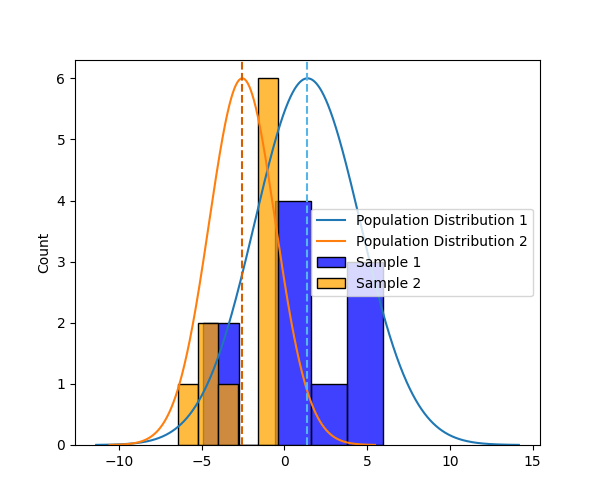 6
5
4
3
2
1
0
Count
Population Distribution 1
Population Distribution 2
Sample 1
Sample 2
−10
−5
0
5
10
15